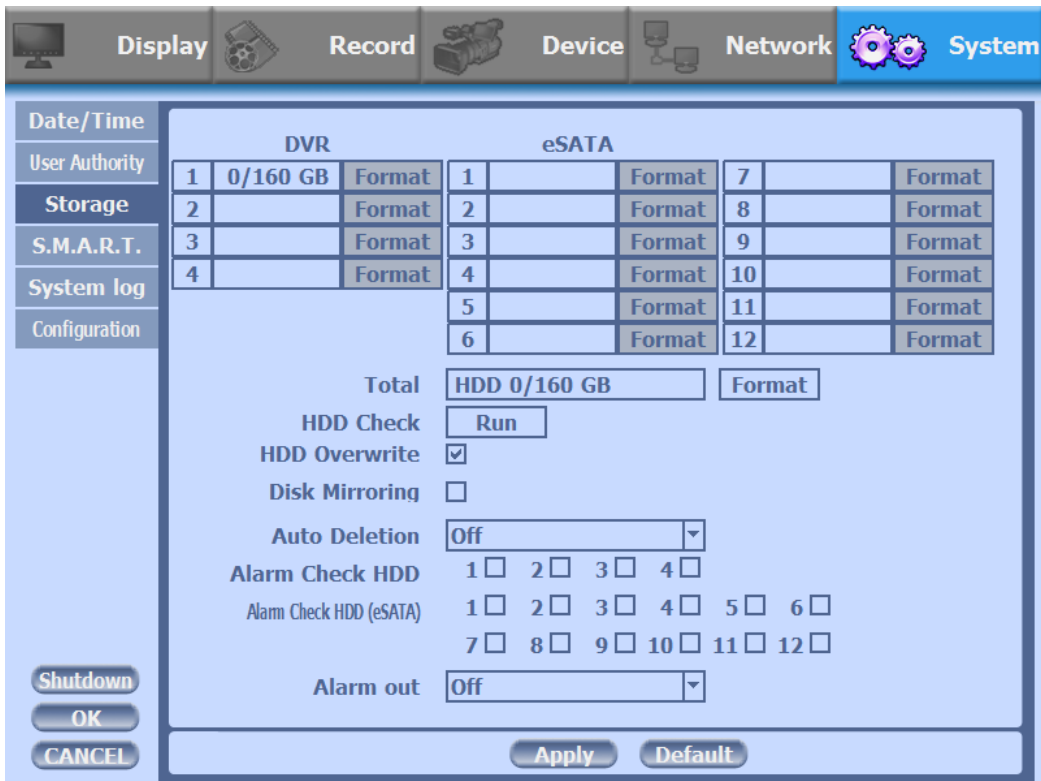 Display Record Device Network System
Date/Time
User Authority
Storage
S.M.A.R.T.
System log
Configuration
DVR eSATA
1 0/160 GB Format 1 Format 7 Format
2 Format 2 Format 8 Format
3 Format 3 Format 9 Format
4 Format 4 Format 10 Format
5 Format 11 Format
6 Format 12 Format
Total HDD 0/160 GB Format
HDD Check Run
HDD Overwrite
Disk Mirroring
Auto Deletion Off
Alarm Check HDD 1 2 3 4
Alarm Check HDD (eSATA) 1 2 3 4 5 6
7 8 9 10 11 12
Alarm out Off
Shutdown
OK
CANCEL
Apply Default